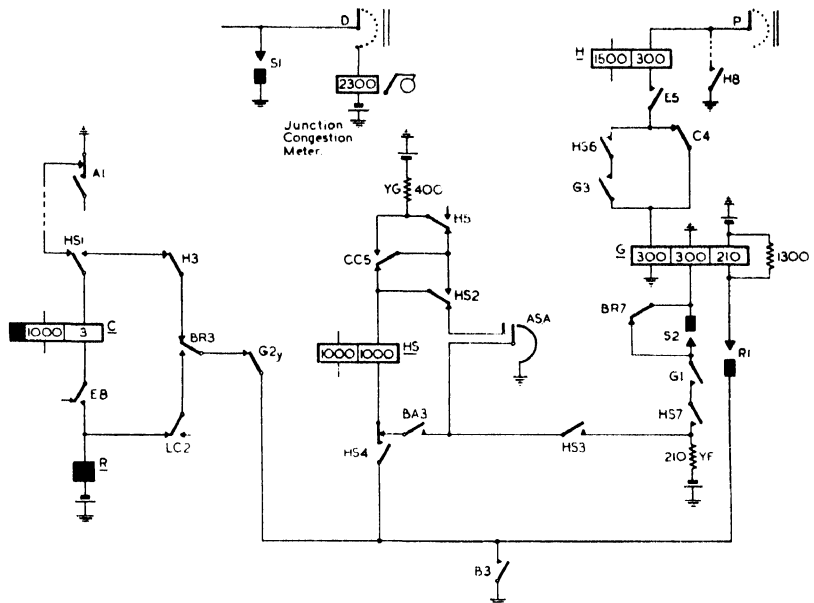 D
P
S1
H
1500 300
H8
2300
E5
Junction
Congestion
Meter.
C4
HS6
A1
G3
YG 400
H5
HS1
H3
CC5
G
300 300 210
1300
HS2
BR7
ASA
S2
1000 3
C
BR3
G2y
1000 1000
HS
R1
G1
E8
BA3
HS7
LC2
HS4
HS3
210 YF
R
B3